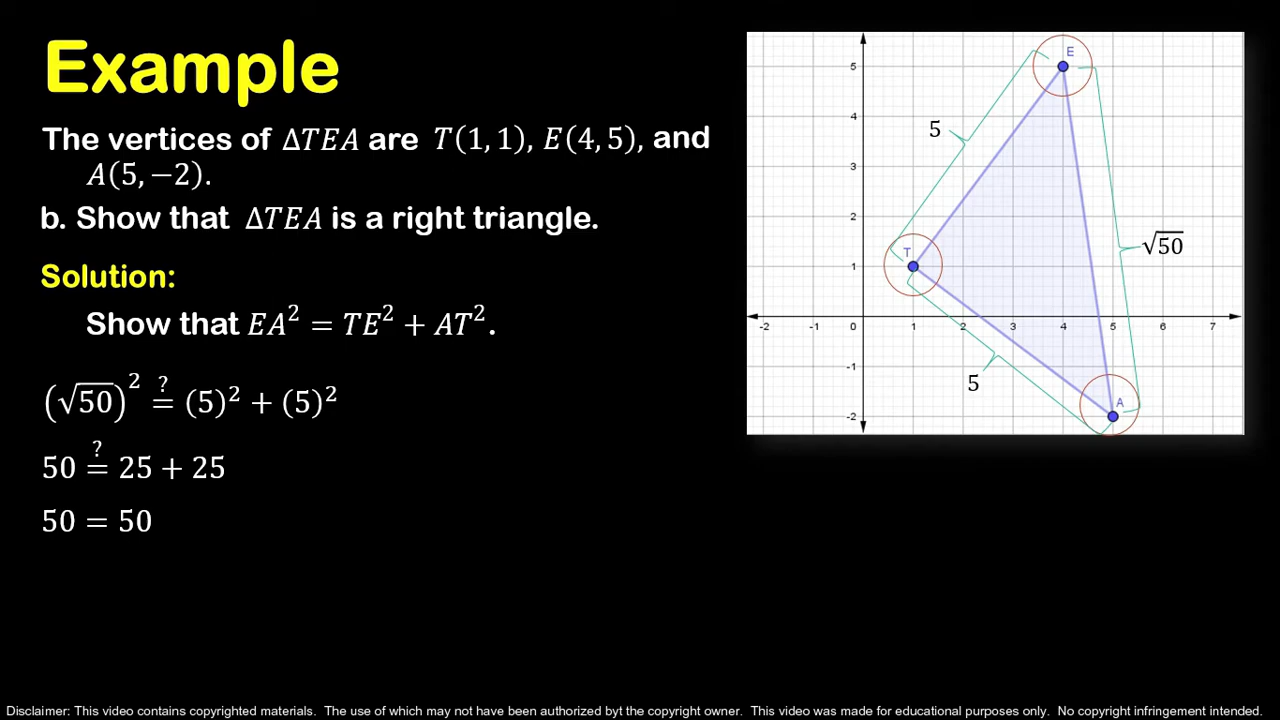 Example
The vertices of ΔTEA are T(1, 1), E(4, 5), and
A(5, −2).
b. Show that ΔTEA is a right triangle.
Solution:
Show that EA² = TE² + AT².
(√50)² ≟ (5)² + (5)²
50 ≟ 25 + 25
50 = 50
E
5
4
3
2
1
0
-1
-2
-2 -1 1 2 3 4 5 6 7
T
A
5
√50
5
Disclaimer: This video contains copyrighted materials. The use of which may not have been authorized byt the copyright owner. This video was made for educational purposes only. No copyright infringement intended.